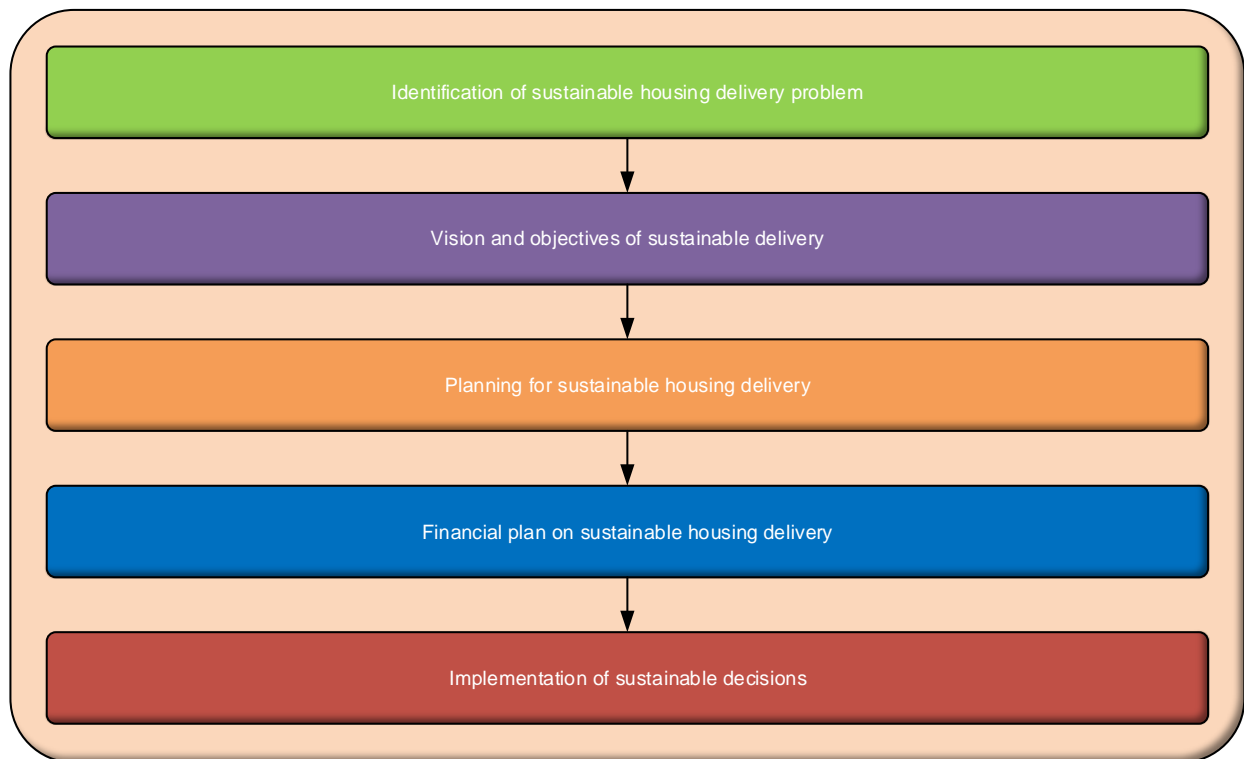 Identification of sustainable housing delivery problem
Vision and objectives of sustainable delivery
Planning for sustainable housing delivery
Financial plan on sustainable housing delivery
Implementation of sustainable decisions